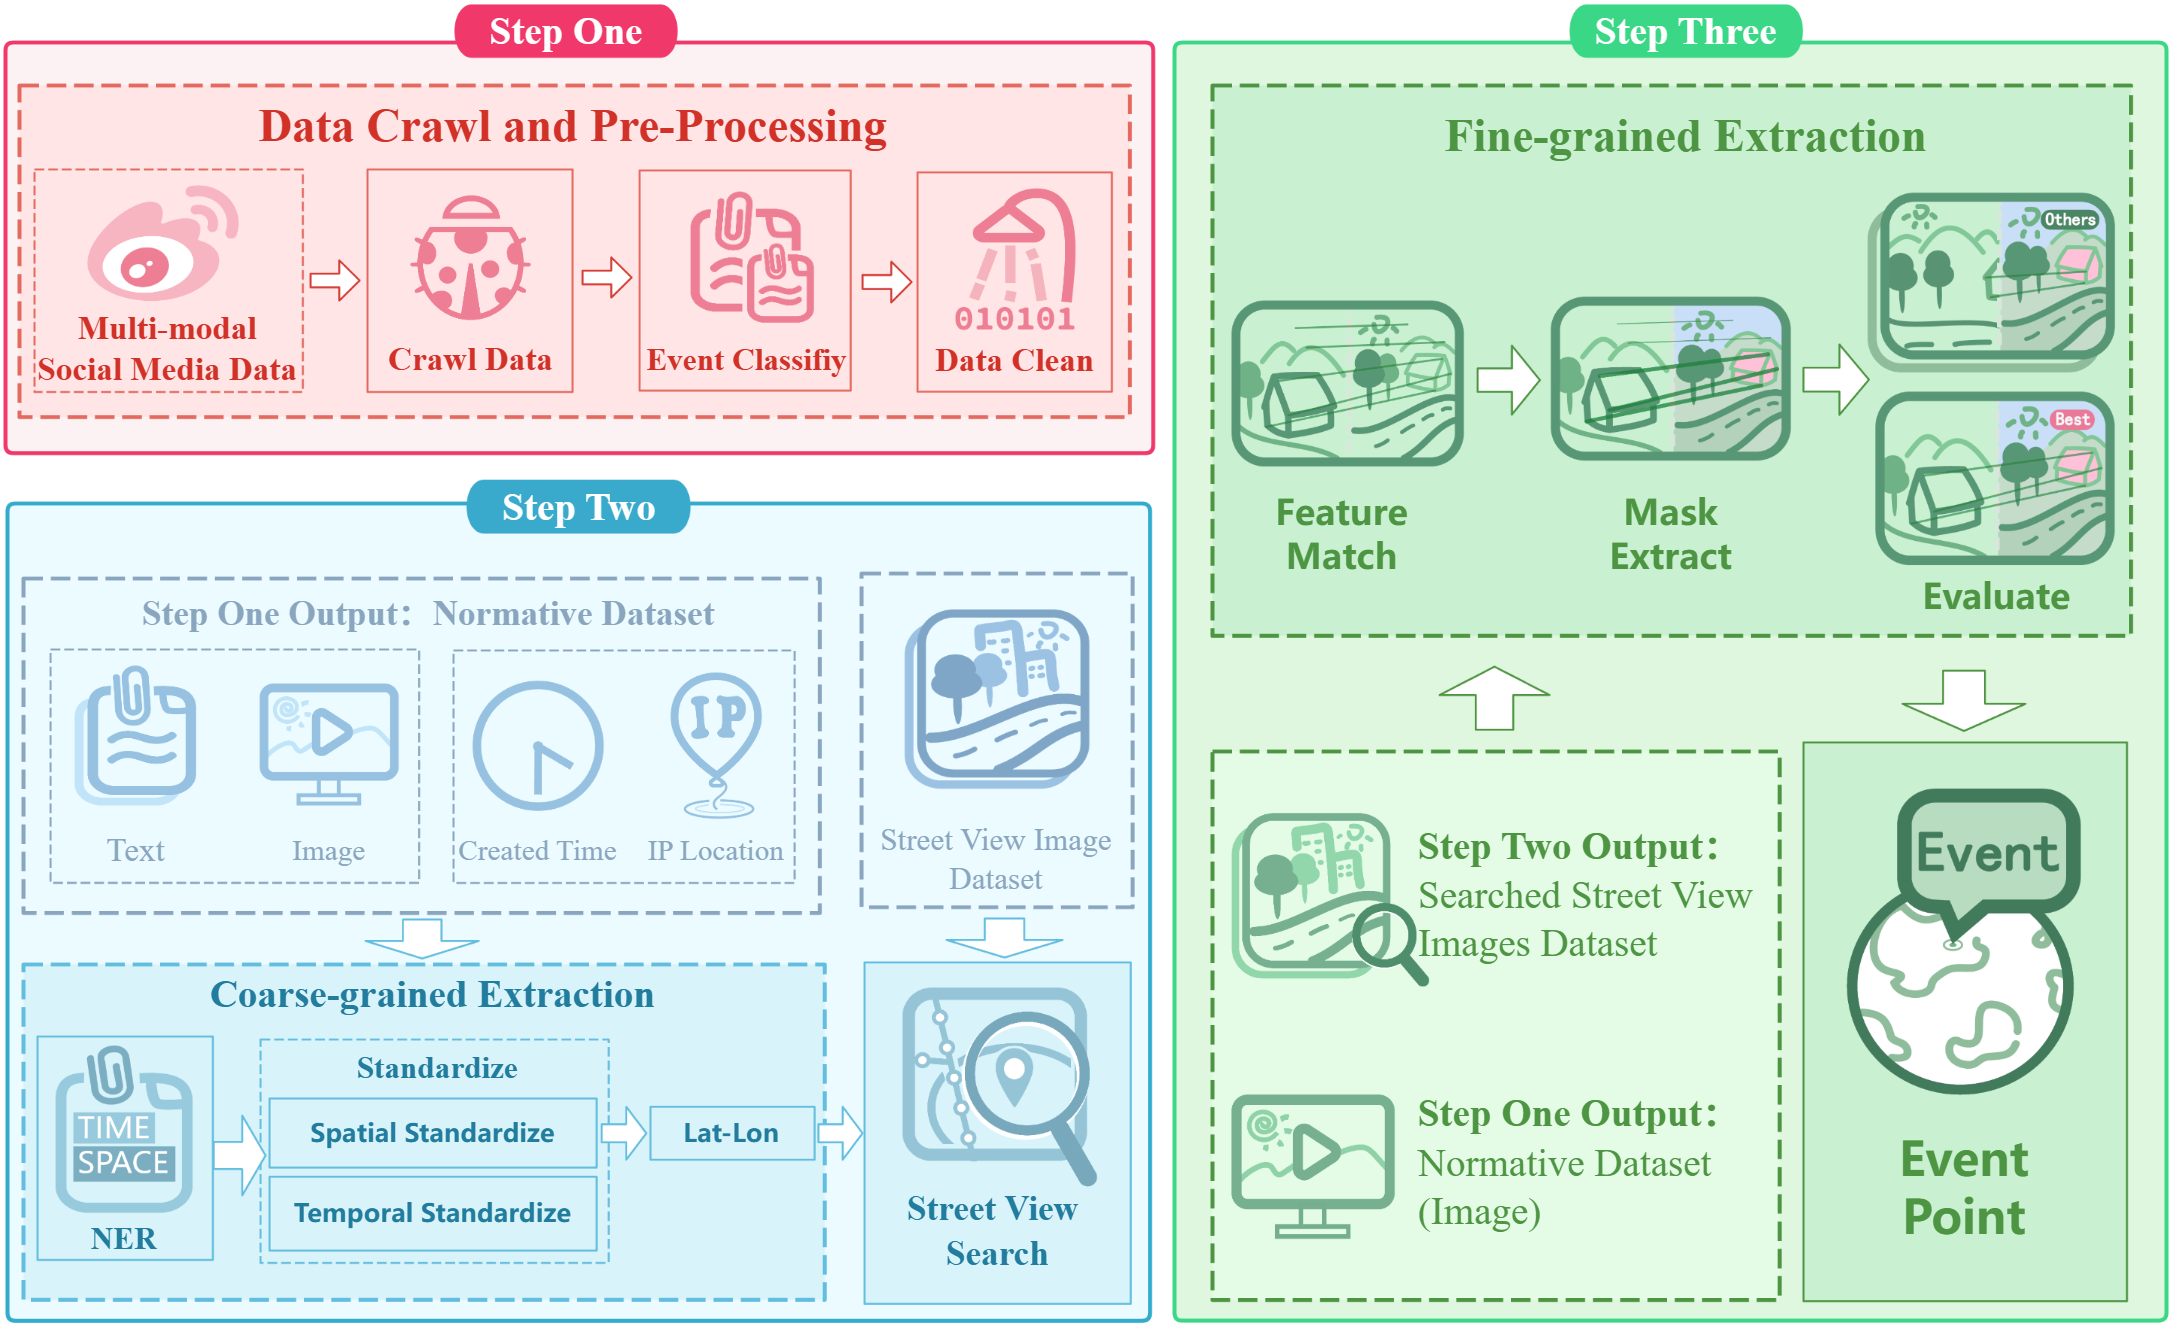 Step One
Data Crawl and Pre-Processing
Multi-modal
Social Media Data
Crawl Data
Event Classifiy
010101
Data Clean
Step Two
Step One Output: Normative Dataset
Text
Image
IP
Created Time
IP Location
Street View Image
Dataset
Coarse-grained Extraction
TIME
SPACE
NER
Standardize
Spatial Standardize
Temporal Standardize
Lat-Lon
Street View
Search
Step Three
Fine-grained Extraction
Feature
Match
Mask
Extract
Others
Best
Evaluate
Step Two Output:
Searched Street View
Images Dataset
Step One Output:
Normative Dataset
(Image)
Event
Event
Point